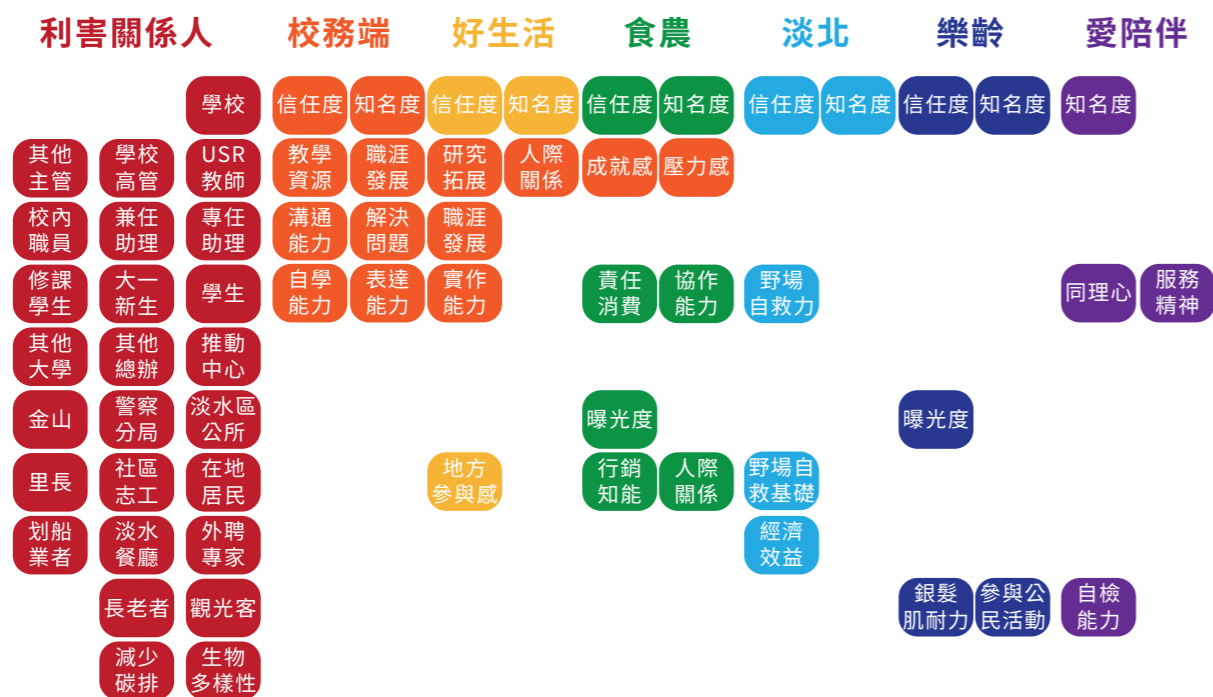 利害關係人 校務端 好生活 食農 淡北 樂齡 愛陪伴
學校 信任度 知名度 信任度 知名度 信任度 知名度 信任度 知名度 信任度 知名度 知名度
其他 學校 USR 教學 職涯 研究 人際 成就感 壓力感
主管 高管 教師 資源 發展 拓展 關係
校內 兼任 專任 溝通 解決 職涯
職員 助理 助理 能力 問題 發展
修課 大一 學生 自學 表達 實作 責任 協作 野場 同理心 服務
學生 新生 能力 能力 能力 消費 能力 自救力 精神
其他 其他 推動
大學 總辦 中心
金山 警察 淡水區 曝光度 曝光度
分局 公所
里長 社區 在地 地方 行銷 人際 野場自
志工 居民 參與感 知能 關係 救基礎
划船 淡水 外聘 經濟
業者 餐廳 專家 效益
長老者 觀光客 銀髮 參與公 自檢
肌耐力 民活動 能力
減少 生物
碳排 多樣性